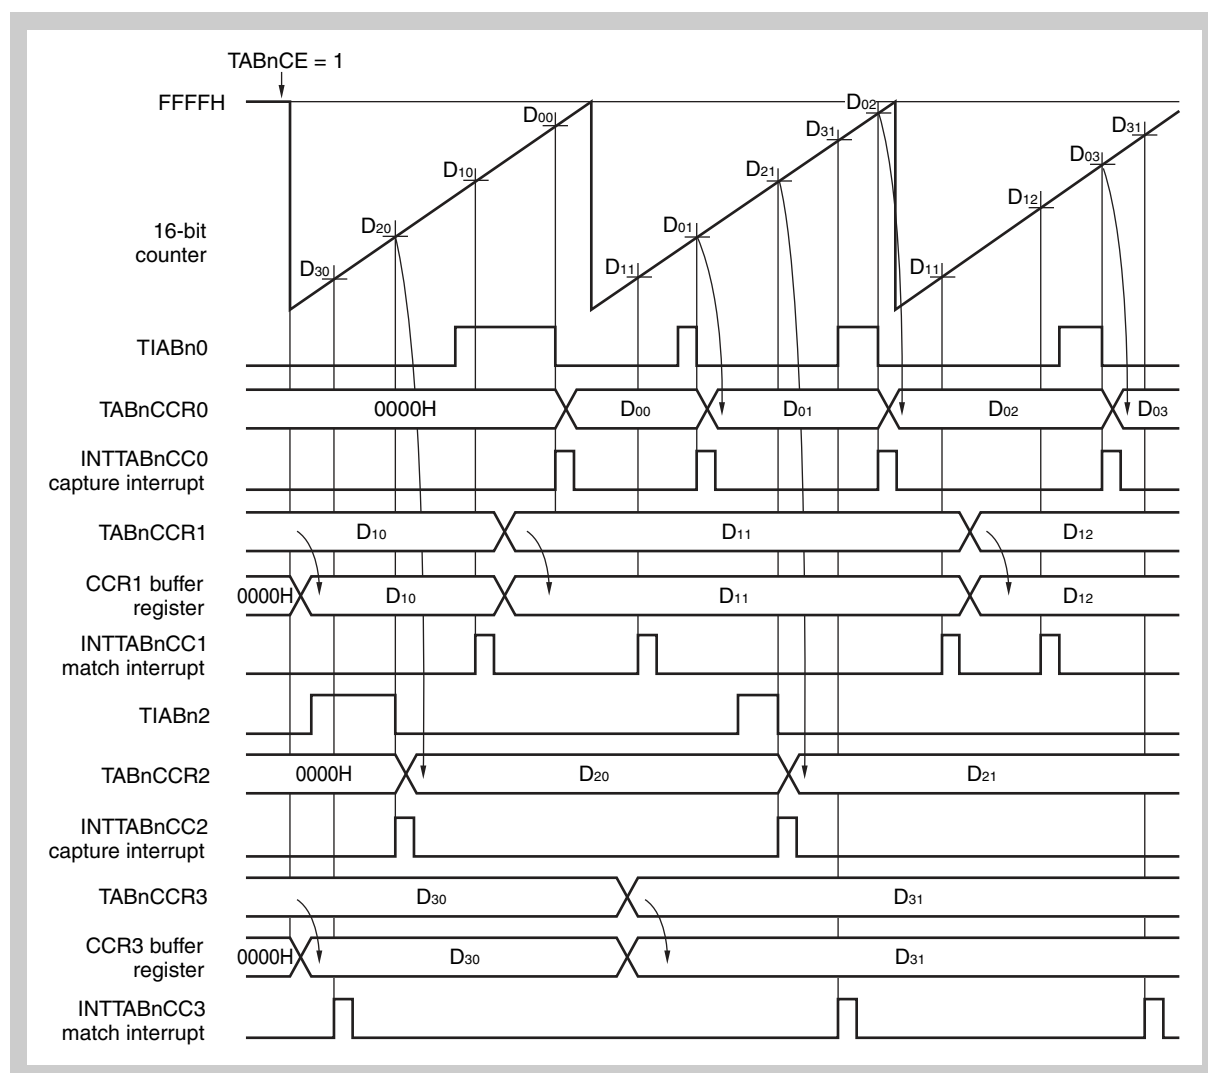 TABnCE = 1
FFFFH
D00
D02
D31
D31
D10
D21
D03
D20
D01
D12
16-bit
counter
D30
D11
D11
TIABn0
TABnCCR0
0000H
D00
D01
D02
D03
INTTABnCC0
capture interrupt
TABnCCR1
D10
D11
D12
CCR1 buffer
register
0000H
D10
D11
D12
INTTABnCC1
match interrupt
TIABn2
TABnCCR2
0000H
D20
D21
INTTABnCC2
capture interrupt
TABnCCR3
D30
D31
CCR3 buffer
register
0000H
D30
D31
INTTABnCC3
match interrupt